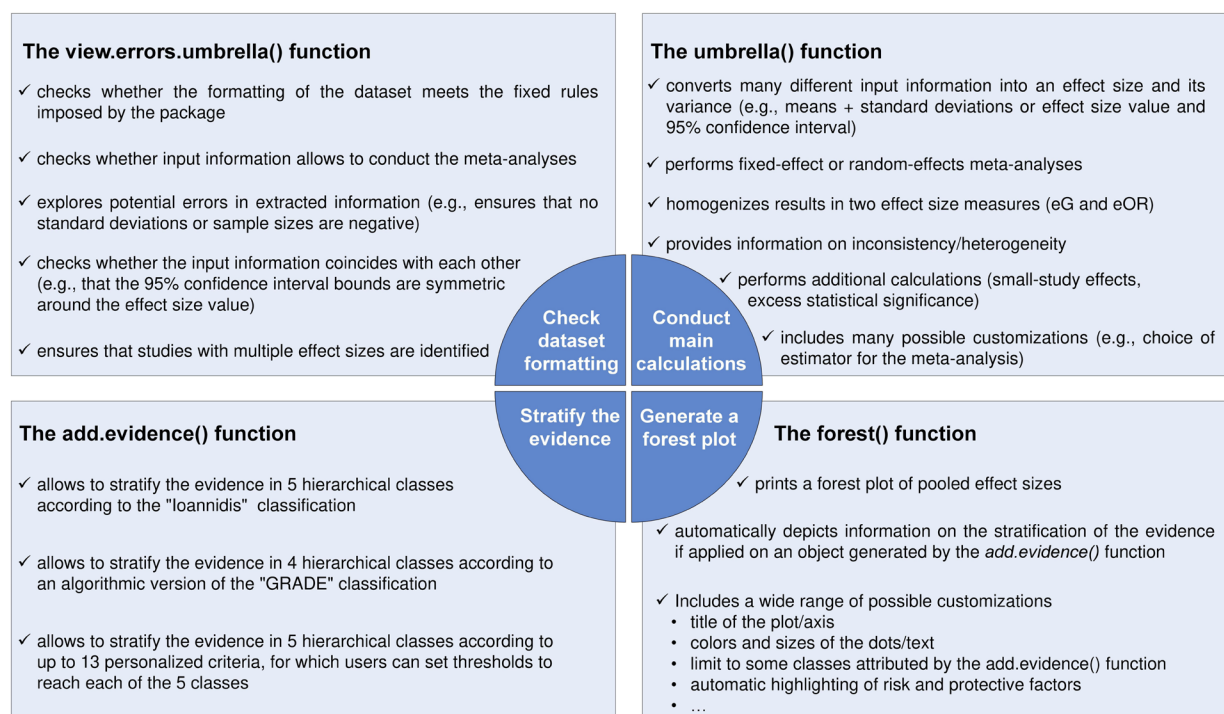 The view.errors.umbrella() function
✓ checks whether the formatting of the dataset meets the fixed rules
imposed by the package
✓ checks whether input information allows to conduct the meta-analyses
✓ explores potential errors in extracted information (e.g., ensures that no
standard deviations or sample sizes are negative)
✓ checks whether the input information coincides with each other
(e.g., that the 95% confidence interval bounds are symmetric
around the effect size value)
✓ ensures that studies with multiple effect sizes are identified
The umbrella() function
✓ converts many different input information into an effect size and its
variance (e.g., means + standard deviations or effect size value and
95% confidence interval)
✓ performs fixed-effect or random-effects meta-analyses
✓ homogenizes results in two effect size measures (eG and eOR)
✓ provides information on inconsistency/heterogeneity
✓ performs additional calculations (small-study effects,
excess statistical significance)
✓ includes many possible customizations (e.g., choice of
estimator for the meta-analysis)
Check
dataset
formatting
Conduct
main
calculations
Stratify the
evidence
Generate a
forest plot
The add.evidence() function
✓ allows to stratify the evidence in 5 hierarchical classes
according to the "Ioannidis" classification
✓ allows to stratify the evidence in 4 hierarchical classes according to
an algorithmic version of the "GRADE" classification
✓ allows to stratify the evidence in 5 hierarchical classes according to
up to 13 personalized criteria, for which users can set thresholds to
reach each of the 5 classes
The forest() function
✓ prints a forest plot of pooled effect sizes
✓ automatically depicts information on the stratification of the evidence
if applied on an object generated by the add.evidence() function
✓ Includes a wide range of possible customizations
• title of the plot/axis
• colors and sizes of the dots/text
• limit to some classes attributed by the add.evidence() function
• automatic highlighting of risk and protective factors
• …